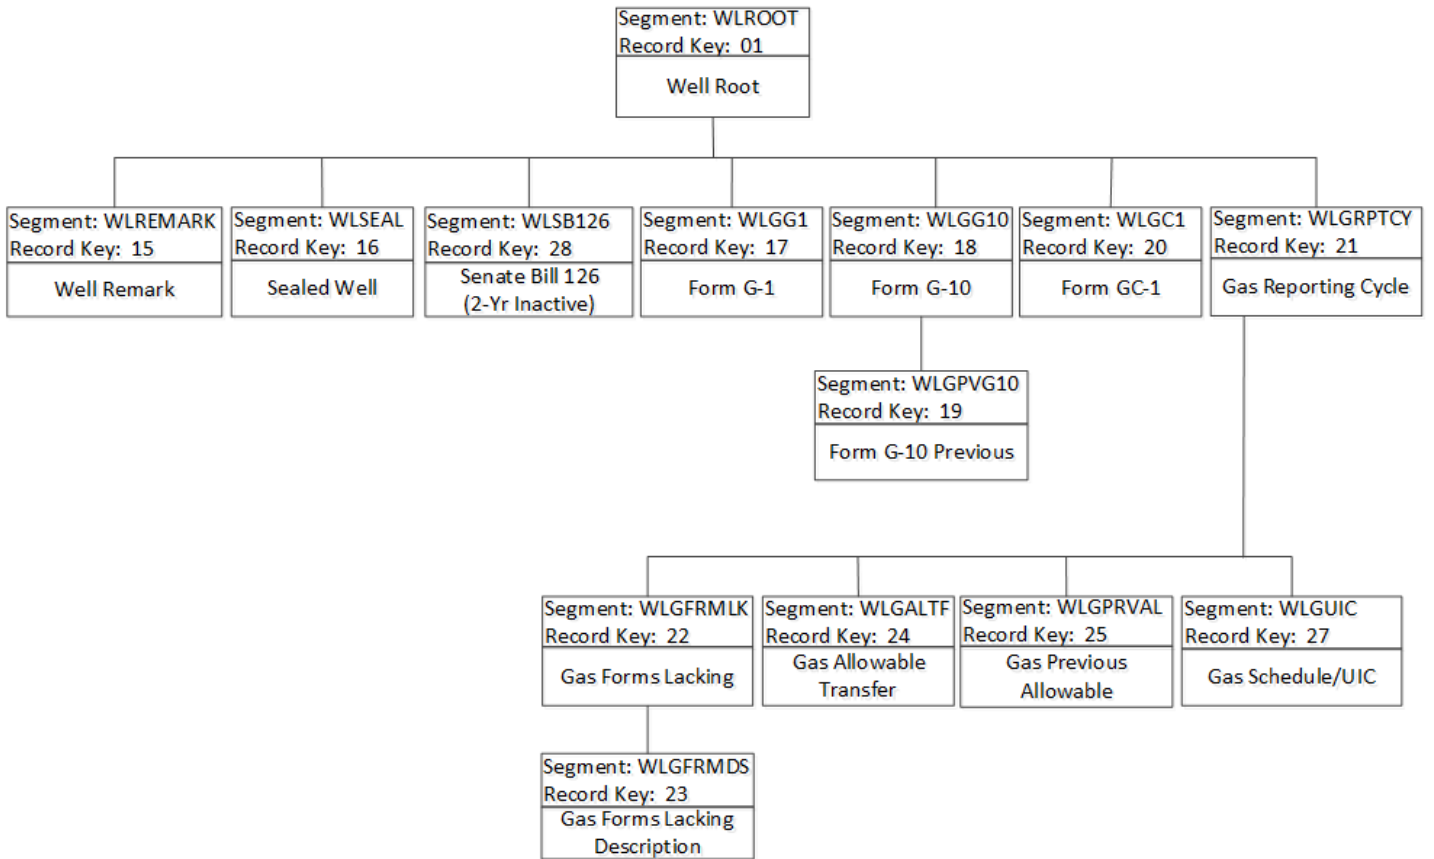 Segment: WLROOT
Record Key: 01
Well Root
Segment: WLREMARK
Record Key: 15
Well Remark
Segment: WLSEAL
Record Key: 16
Sealed Well
Segment: WLSB126
Record Key: 28
Senate Bill 126
(2-Yr Inactive)
Segment: WLGG1
Record Key: 17
Form G-1
Segment: WLGG10
Record Key: 18
Form G-10
Segment: WLGC1
Record Key: 20
Form GC-1
Segment: WLGRPTCY
Record Key: 21
Gas Reporting Cycle
Segment: WLGPVG10
Record Key: 19
Form G-10 Previous
Segment: WLGFRMLK
Record Key: 22
Gas Forms Lacking
Segment: WLGALTF
Record Key: 24
Gas Allowable
Transfer
Segment: WLGPRVAL
Record Key: 25
Gas Previous
Allowable
Segment: WLGUIC
Record Key: 27
Gas Schedule/UIC
Segment: WLGFRMDS
Record Key: 23
Gas Forms Lacking
Description